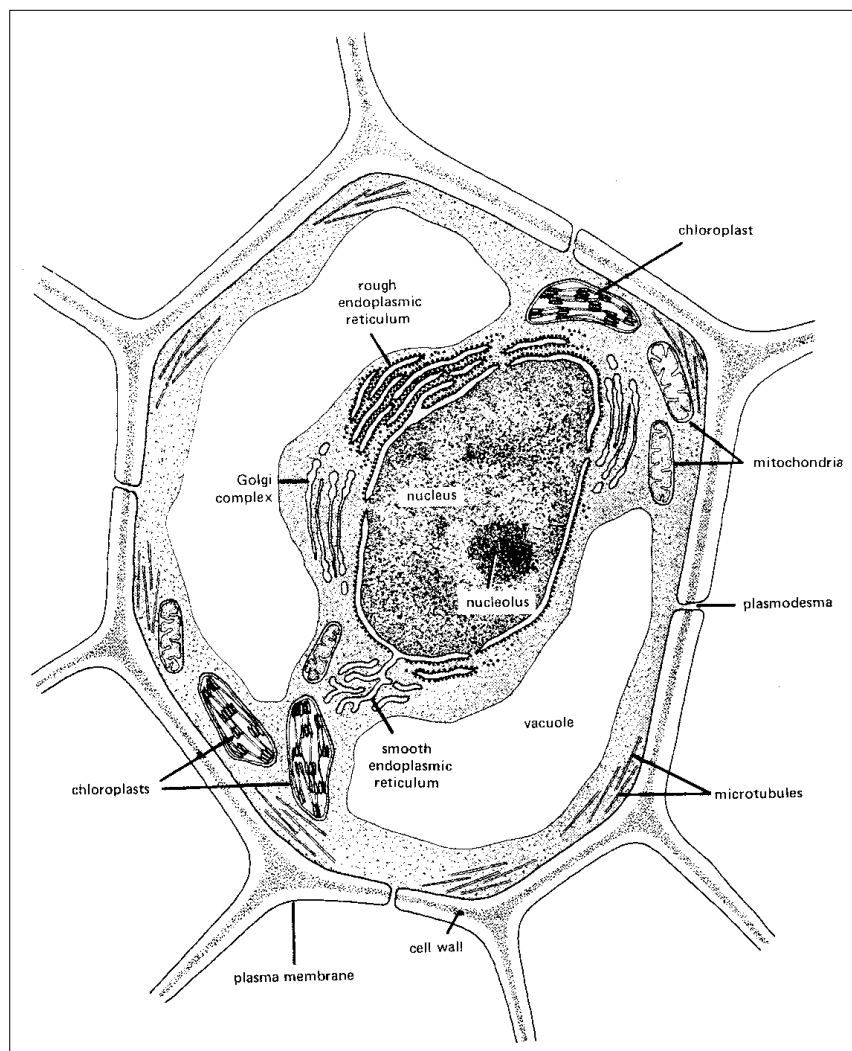 chloroplast
rough
endoplasmic
reticulum
mitochondria
Golgi
complex
nucleus
nucleolus
plasmodesma
vacuole
smooth
endoplasmic
reticulum
chloroplasts
microtubules
cell wall
plasma membrane